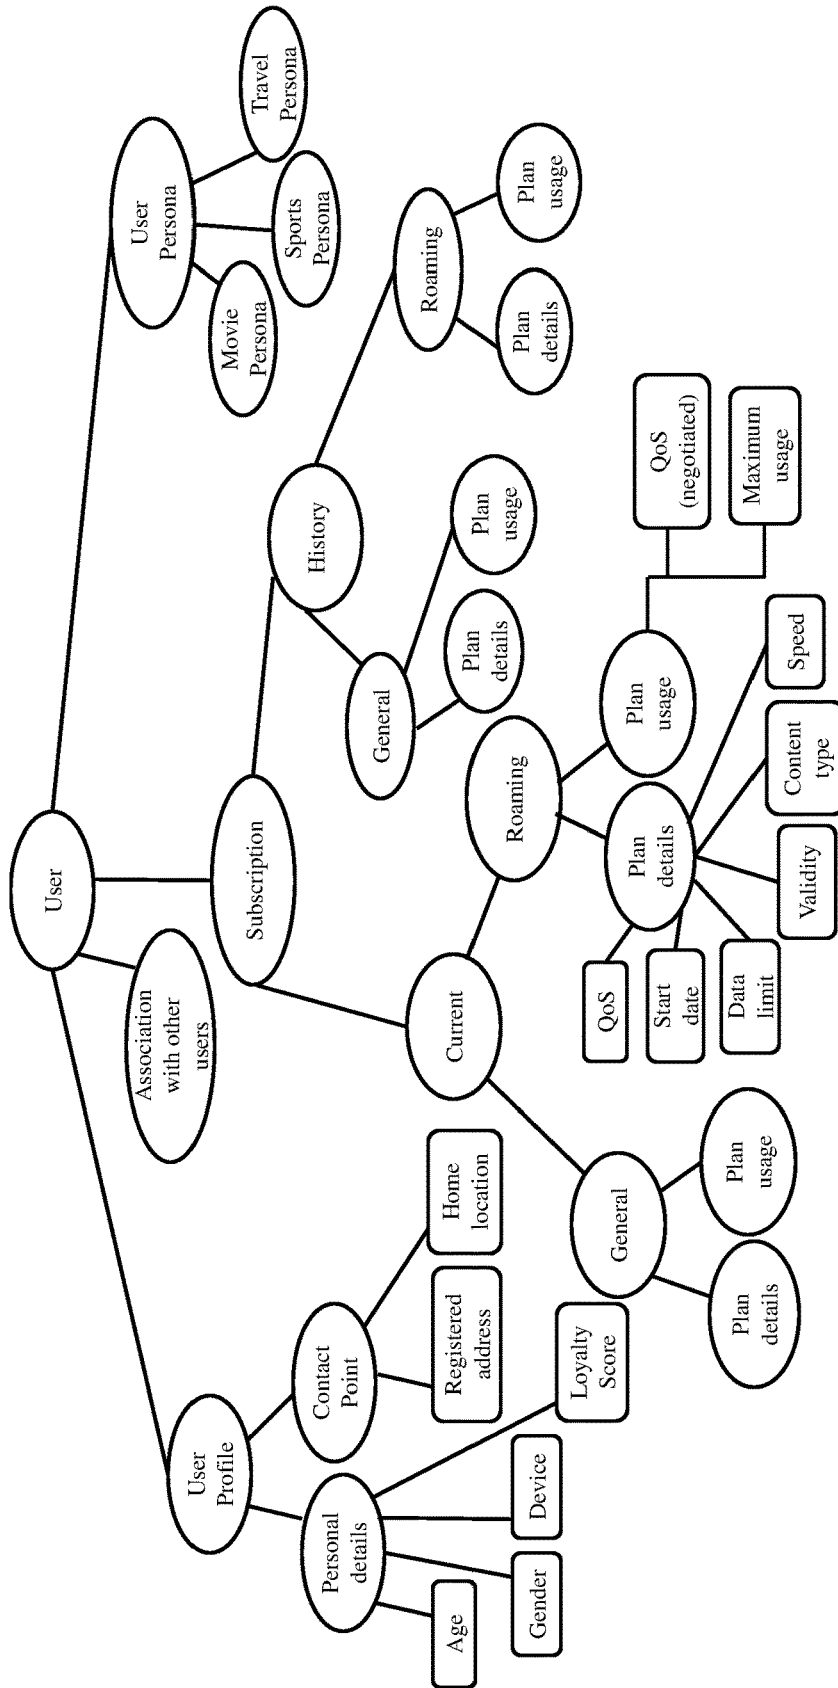 User
Association
with other
users
User
Profile
Subscription
User
Persona
Movie
Persona
Sports
Persona
Travel
Persona
Personal
details
Contact
Point
Age
Gender
Device
Loyalty
Score
Registered
address
Home
location
Current
History
General
Roaming
General
Roaming
Plan
details
Plan
usage
Plan
details
Plan
usage
Plan
details
Plan
usage
Plan
details
Plan
usage
QoS
Start
date
Data
limit
Validity
Content
type
Speed
QoS
(negotiated)
Maximum
usage